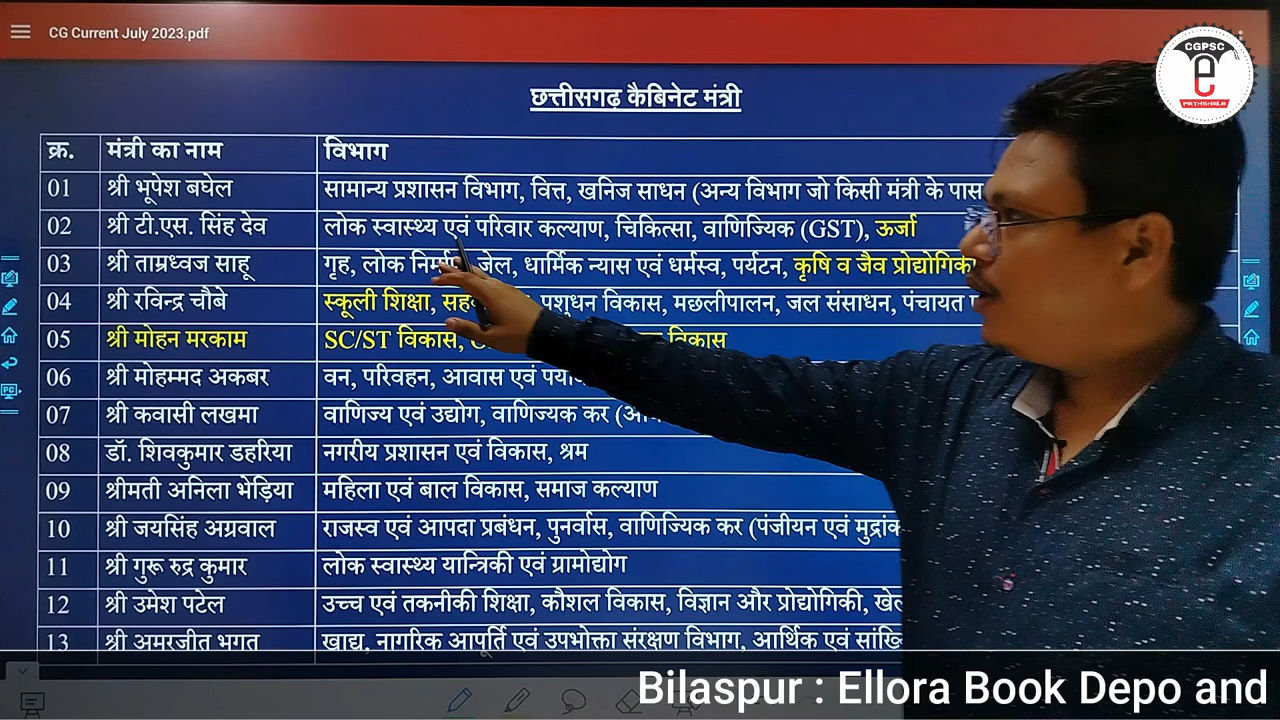 CG Current July 2023.pdf
CGPSC
e
PATHSHALA
छत्तीसगढ़ कैबिनेट मंत्री
क्र. मंत्री का नाम विभाग
01 श्री भूपेश बघेल सामान्य प्रशासन विभाग, वित्त, खनिज साधन (अन्य विभाग जो किसी मंत्री के पास
02 श्री टी.एस. सिंह देव लोक स्वास्थ्य एवं परिवार कल्याण, चिकित्सा, वाणिज्यिक (GST), ऊर्जा
03 श्री ताम्रध्वज साहू गृह, लोक जेल, धार्मिक न्यास एवं धर्मस्व, पर्यटन, कृषि व जैव
04 श्री रविन्द्र चौबे स्कूली शिक्षा, पशुधन विकास, मछलीपालन, जल संसाधन, पंचायत
05 श्री मोहन मरकाम SC/ST विकास, विकास
06 श्री मोहम्मद अकबर वन, परिवहन, आवास एवं
07 श्री कवासी लखमा वाणिज्य एवं उद्योग, वाणिज्यक कर
08 डॉ. शिवकुमार डहरिया नगरीय प्रशासन एवं विकास, श्रम
09 श्रीमती अनिला भेड़िया महिला एवं बाल विकास, समाज कल्याण
10 श्री जयसिंह अग्रवाल राजस्व एवं आपदा प्रबंधन, पुनर्वास, वाणिज्यिक कर (पंजीयन एवं मुद्रांक
11 श्री गुरू रुद्र कुमार लोक स्वास्थ्य यान्त्रिकी एवं ग्रामोद्योग
12 श्री उमेश पटेल उच्च एवं तकनीकी शिक्षा, कौशल विकास, विज्ञान और प्रोद्योगिकी,
13 श्री अमरजीत भगत खाद्य, नागरिक आपूर्ति एवं उपभोक्ता संरक्षण विभाग, आर्थिक एवं
Bilaspur : Ellora Book Depo and